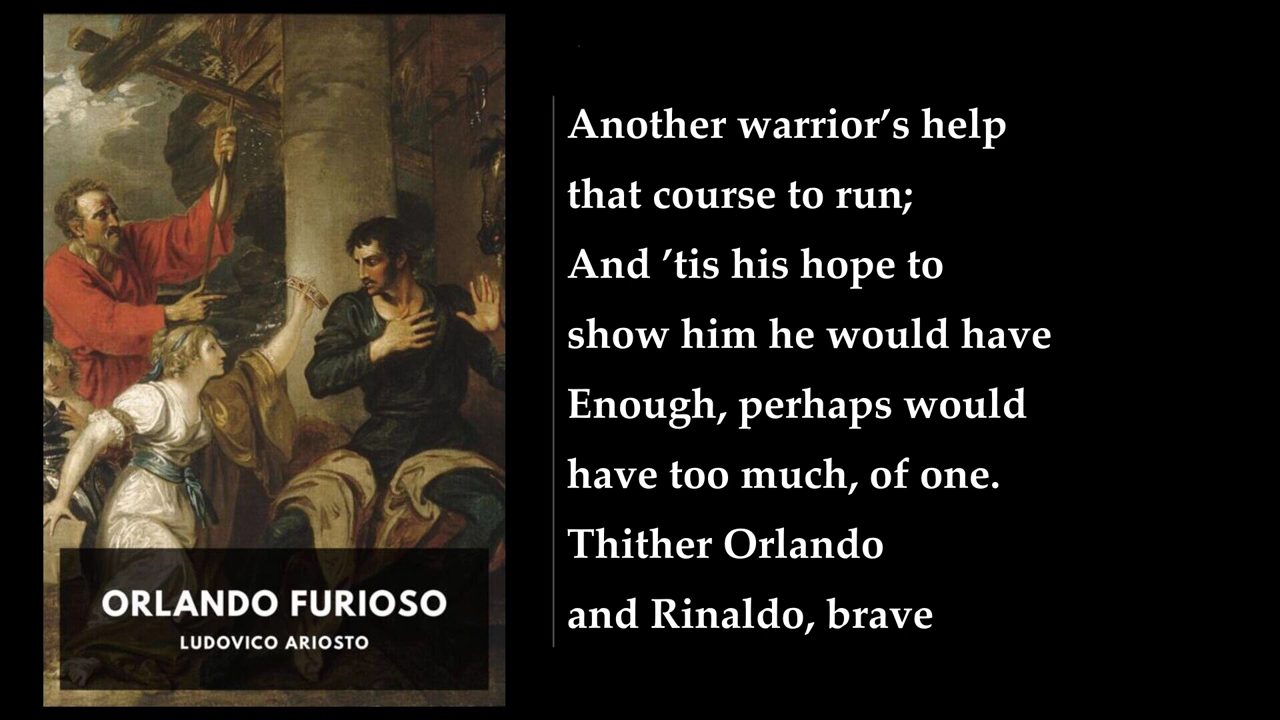 ORLANDO FURIOSO
LUDOVICO ARIOSTO
Another warrior’s help
that course to run;
And ’tis his hope to
show him he would have
Enough, perhaps would
have too much, of one.
Thither Orlando
and Rinaldo, brave